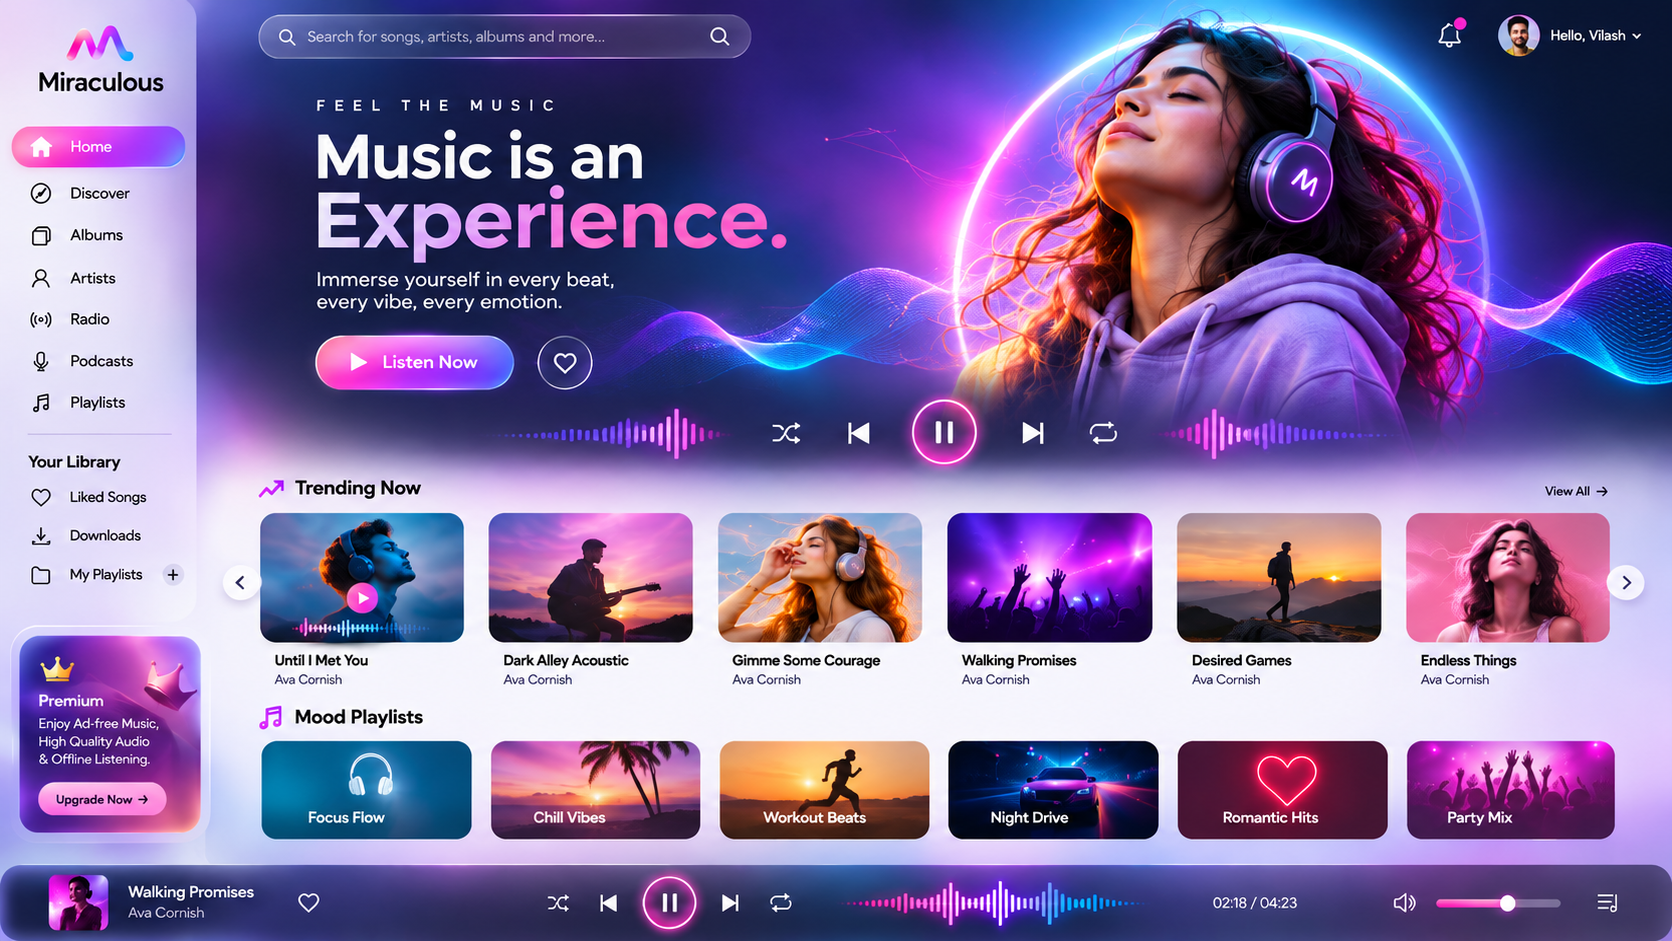 Miraculous
Search for songs, artists, albums and more...
Hello, Vilash
Home
Discover
Albums
Artists
Radio
Podcasts
Playlists
Your Library
Liked Songs
Downloads
My Playlists
Premium
Enjoy Ad-free Music,
High Quality Audio
& Offline Listening.
Upgrade Now
FEEL THE MUSIC
Music is an
Experience.
Immerse yourself in every beat,
every vibe, every emotion.
Listen Now
M
Trending Now
View All
Until I Met You
Ava Cornish
Dark Alley Acoustic
Ava Cornish
Gimme Some Courage
Ava Cornish
Walking Promises
Ava Cornish
Desired Games
Ava Cornish
Endless Things
Ava Cornish
Mood Playlists
Focus Flow
Chill Vibes
Workout Beats
Night Drive
Romantic Hits
Party Mix
Walking Promises
Ava Cornish
02:18 / 04:23